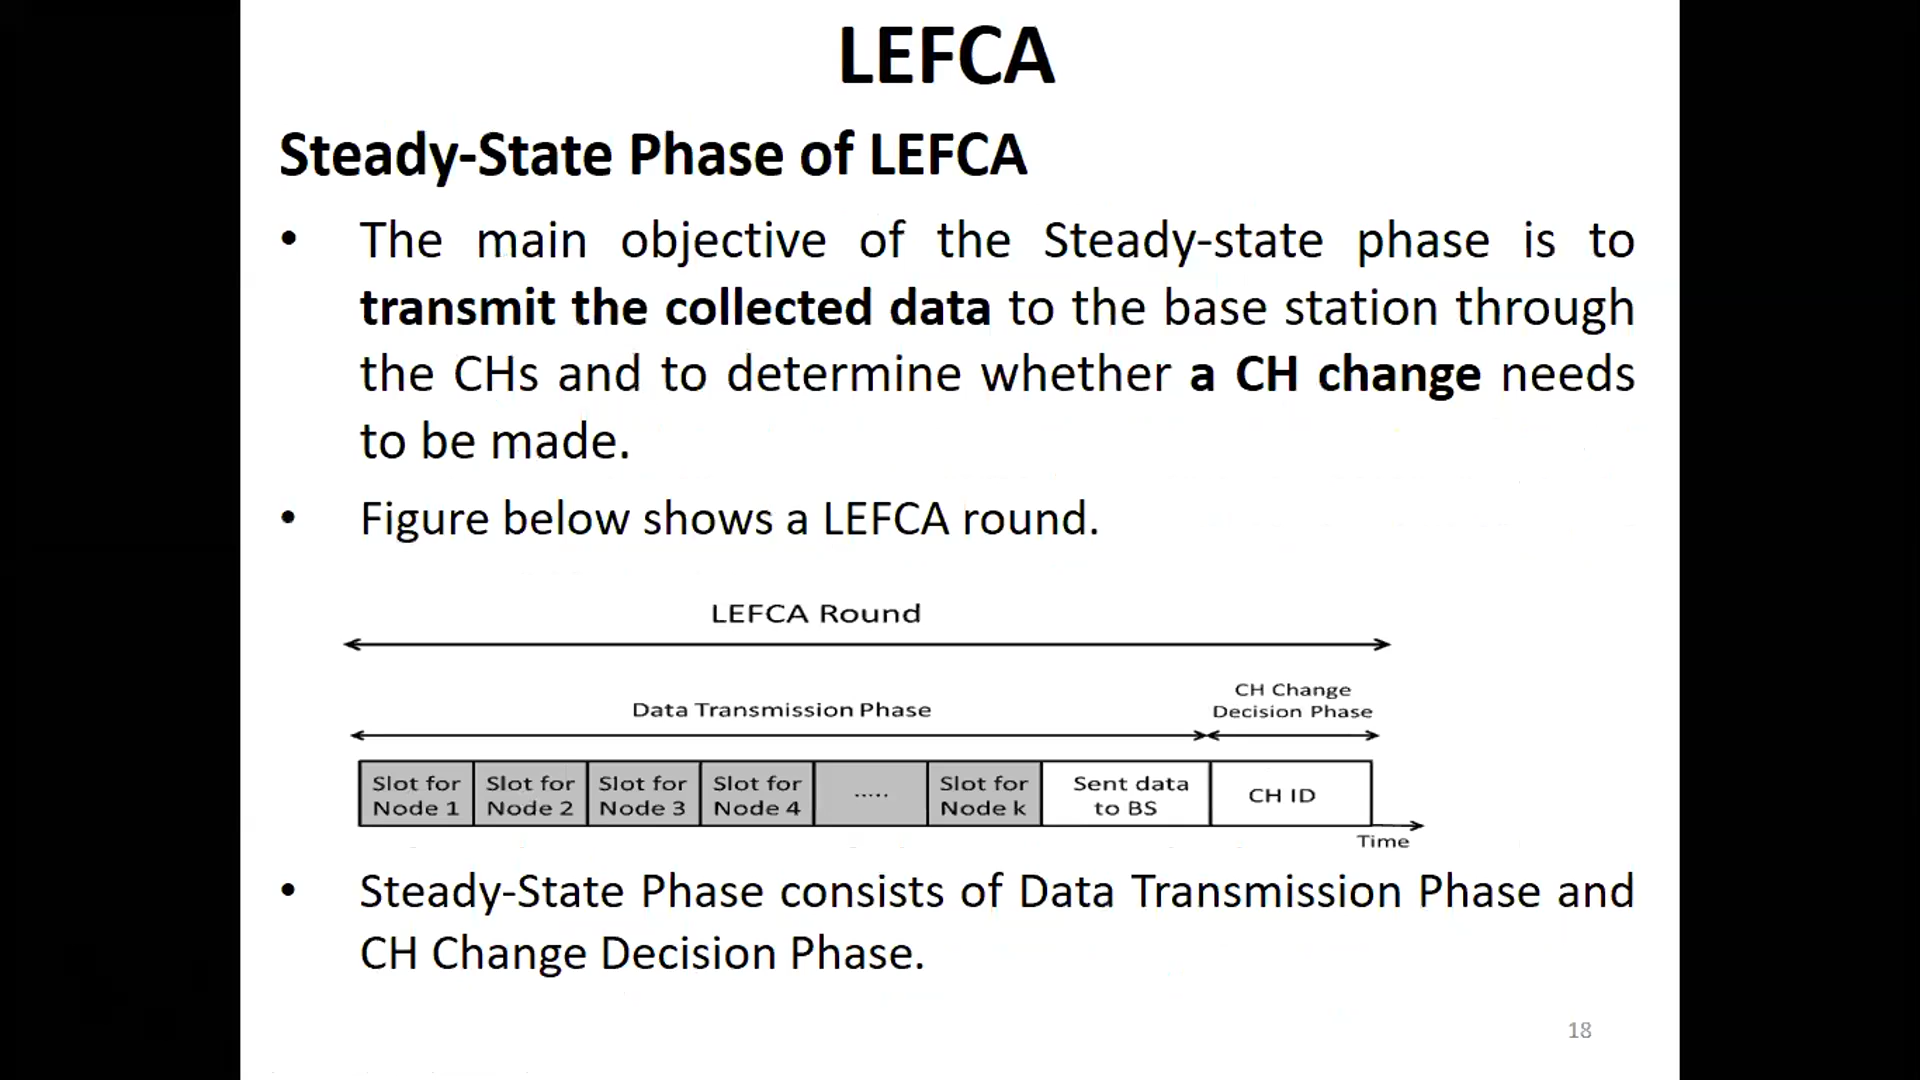 LEFCA
Steady-State Phase of LEFCA
• The main objective of the Steady-state phase is to
transmit the collected data to the base station through
the CHs and to determine whether a CH change needs
to be made.
• Figure below shows a LEFCA round.
LEFCA Round
Data Transmission Phase
CH Change
Decision Phase
Slot for
Node 1
Slot for
Node 2
Slot for
Node 3
Slot for
Node 4
.....
Slot for
Node k
Sent data
to BS
CH ID
Time
• Steady-State Phase consists of Data Transmission Phase and
CH Change Decision Phase.
18